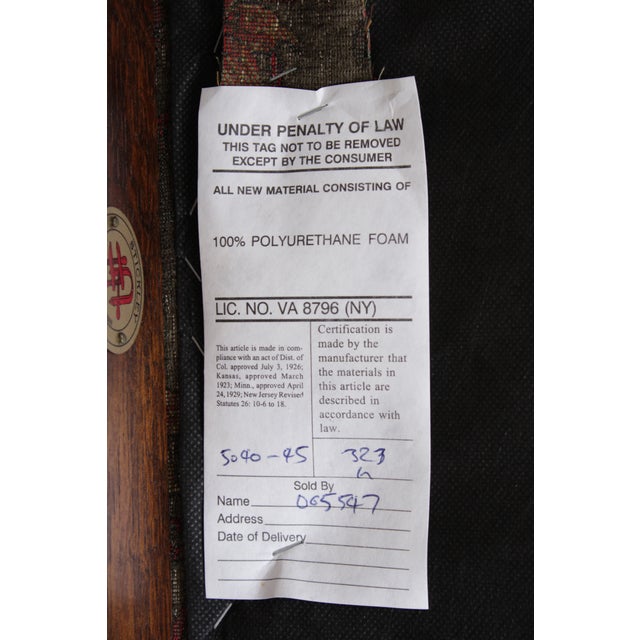 UNDER PENALTY OF LAW
THIS TAG NOT TO BE REMOVED
EXCEPT BY THE CONSUMER
ALL NEW MATERIAL CONSISTING OF
100% POLYURETHANE FOAM
LIC. NO. VA 8796 (NY)
This article is made in com-
pliance with an act of Dist. of
Col. approved July 3, 1926;
Kansas, approved March
1923; Minn., approved April
24, 1929; New Jersey Revised
Statutes 26: 10-6 to 18.
Certification is
made by the
manufacturer that
the materials in
this article are
described in
accordance with
law.
5040-45
323
Sold By
Name 065547
Address
Date of Delivery
STICKLEY